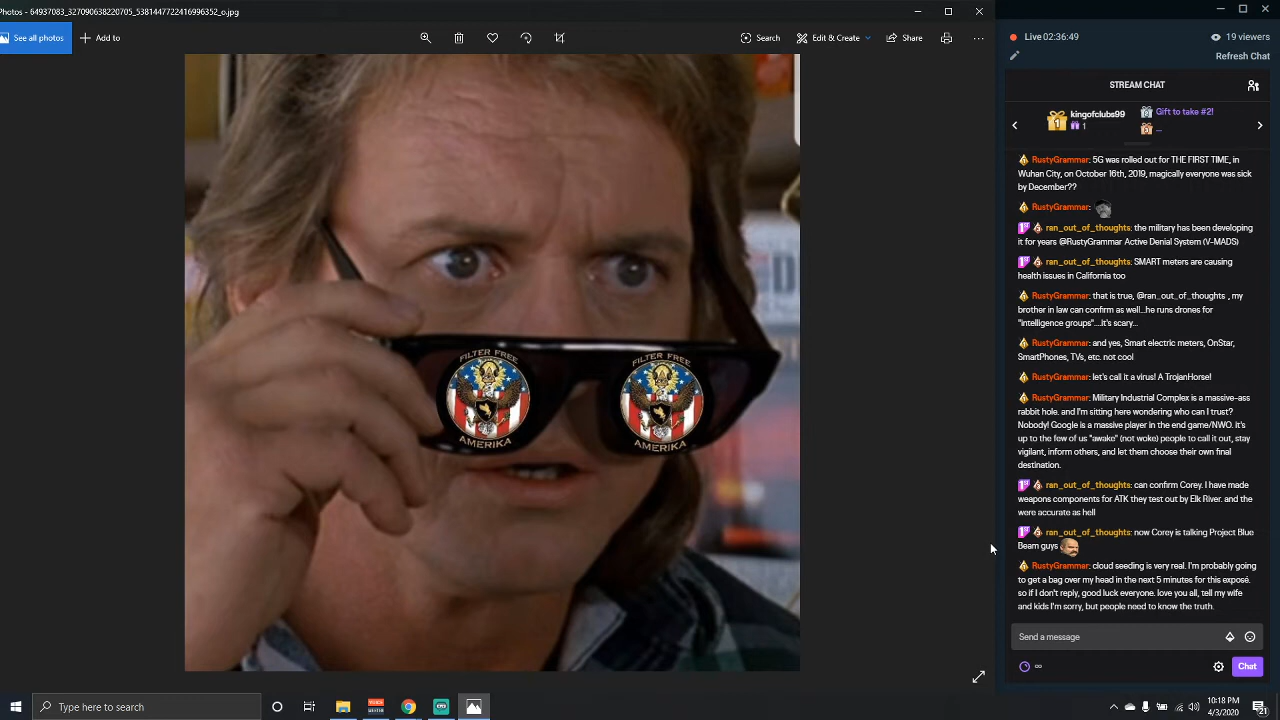 Photos - 64937083_327090638220705_5381447722416996352_o.jpg
See all photos
Add to
Search
Edit & Create
Share
FILTER FREE
AMERIKA
FILTER FREE
AMERIKA
Live 02:36:49
19 viewers
Refresh Chat
STREAM CHAT
1
kingofclubs99
1
2
Gift to take #2!
3
RustyGrammar: 5G was rolled out for THE FIRST TIME, in
Wuhan City, on October 16th, 2019, magically everyone was sick
by December??
RustyGrammar:
1ST ran_out_of_thoughts: the military has been developing
it for years @RustyGrammar Active Denial System (V-MADS)
1ST ran_out_of_thoughts: SMART meters are causing
health issues in California too
RustyGrammar: that is true, @ran_out_of_thoughts , my
brother in law can confirm as well...he runs drones for
"intelligence groups"...it's scary...
RustyGrammar: and yes, Smart electric meters, OnStar,
SmartPhones, TVs, etc. not cool
RustyGrammar: let's call it a virus! A TrojanHorse!
RustyGrammar: Military Industrial Complex is a massive-ass
rabbit hole. and I'm sitting here wondering who can I trust?
Nobody! Google is a massive player in the end game/NWO. it's
up to the few of us "awake" (not woke) people to call it out, stay
vigilant, inform others, and let them choose their own final
destination.
1ST ran_out_of_thoughts: can confirm Corey. I have made
weapons components for ATK they test out by Elk River. and the
were accurate as hell
1ST ran_out_of_thoughts: now Corey is talking Project Blue
Beam guys
RustyGrammar: cloud seeding is very real. I'm probably going
to get a bag over my head in the next 5 minutes for this exposé.
so if I don't reply, good luck everyone. love you all, tell my wife
and kids I'm sorry, but people need to know the truth.
Send a message
∞
Chat
Type here to search
10:18 PM
4/3/2020